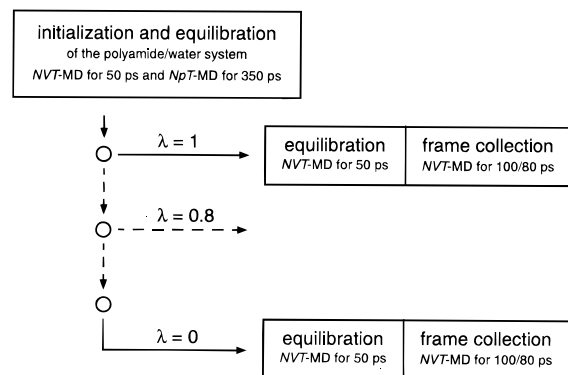 initialization and equilibration
of the polyamide/water system
NVT-MD for 50 ps and NpT-MD for 350 ps
λ = 1
equilibration
NVT-MD for 50 ps
frame collection
NVT-MD for 100/80 ps
λ = 0.8
λ = 0
equilibration
NVT-MD for 50 ps
frame collection
NVT-MD for 100/80 ps